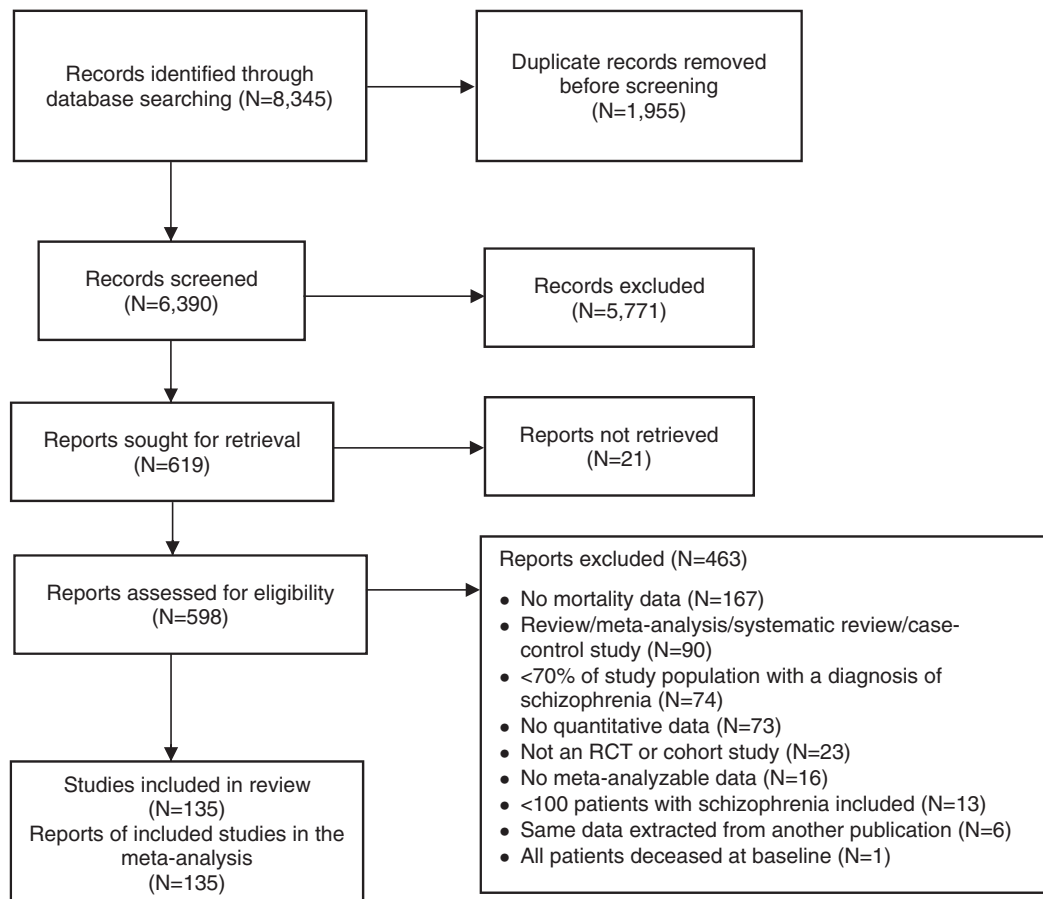 Records identified through
database searching (N=8,345)
Duplicate records removed
before screening
(N=1,955)
Records screened
(N=6,390)
Records excluded
(N=5,771)
Reports sought for retrieval
(N=619)
Reports not retrieved
(N=21)
Reports assessed for eligibility
(N=598)
Reports excluded (N=463)
• No mortality data (N=167)
• Review/meta-analysis/systematic review/case-
control study (N=90)
• <70% of study population with a diagnosis of
schizophrenia (N=74)
• No quantitative data (N=73)
• Not an RCT or cohort study (N=23)
• No meta-analyzable data (N=16)
• <100 patients with schizophrenia included (N=13)
• Same data extracted from another publication (N=6)
• All patients deceased at baseline (N=1)
Studies included in review
(N=135)
Reports of included studies in the
meta-analysis
(N=135)